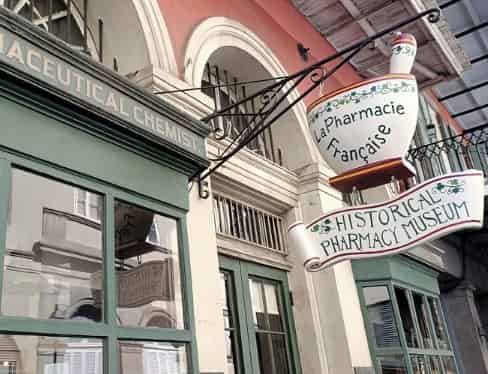 MACEUTICAL CHEMIST
La Pharmacie
Française
HISTORICAL
PHARMACY MUSEUM